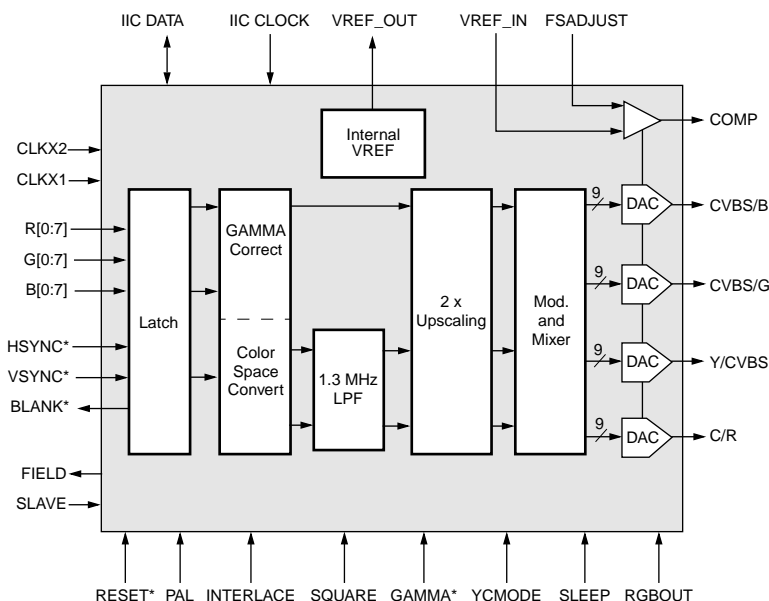 IIC DATA
IIC CLOCK
VREF_OUT
VREF_IN
FSADJUST
Internal
VREF
COMP
CLKX2
CLKX1
R[0:7]
G[0:7]
B[0:7]
HSYNC*
VSYNC*
BLANK*
FIELD
SLAVE
Latch
GAMMA
Correct
Color
Space
Convert
1.3 MHz
LPF
2 x
Upscaling
Mod.
and
Mixer
9
DAC
CVBS/B
9
DAC
CVBS/G
9
DAC
Y/CVBS
9
DAC
C/R
RESET*
PAL
INTERLACE
SQUARE
GAMMA*
YCMODE
SLEEP
RGBOUT